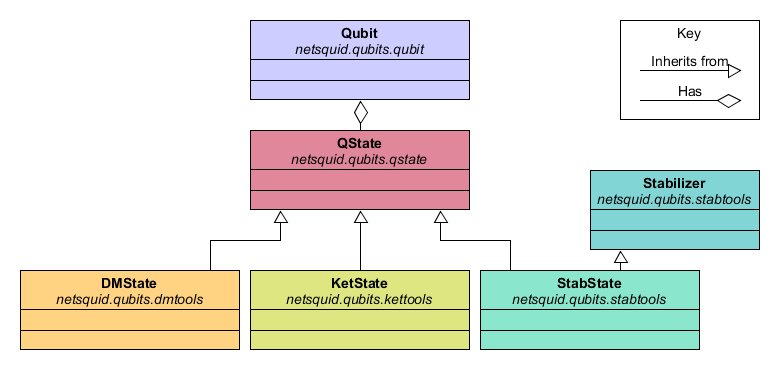 Qubit
netsquid.qubits.qubit
Key
Inherits from
Has
QState
netsquid.qubits.qstate
Stabilizer
netsquid.qubits.stabtools
DMState
netsquid.qubits.dmtools
KetState
netsquid.qubits.kettools
StabState
netsquid.qubits.stabtools